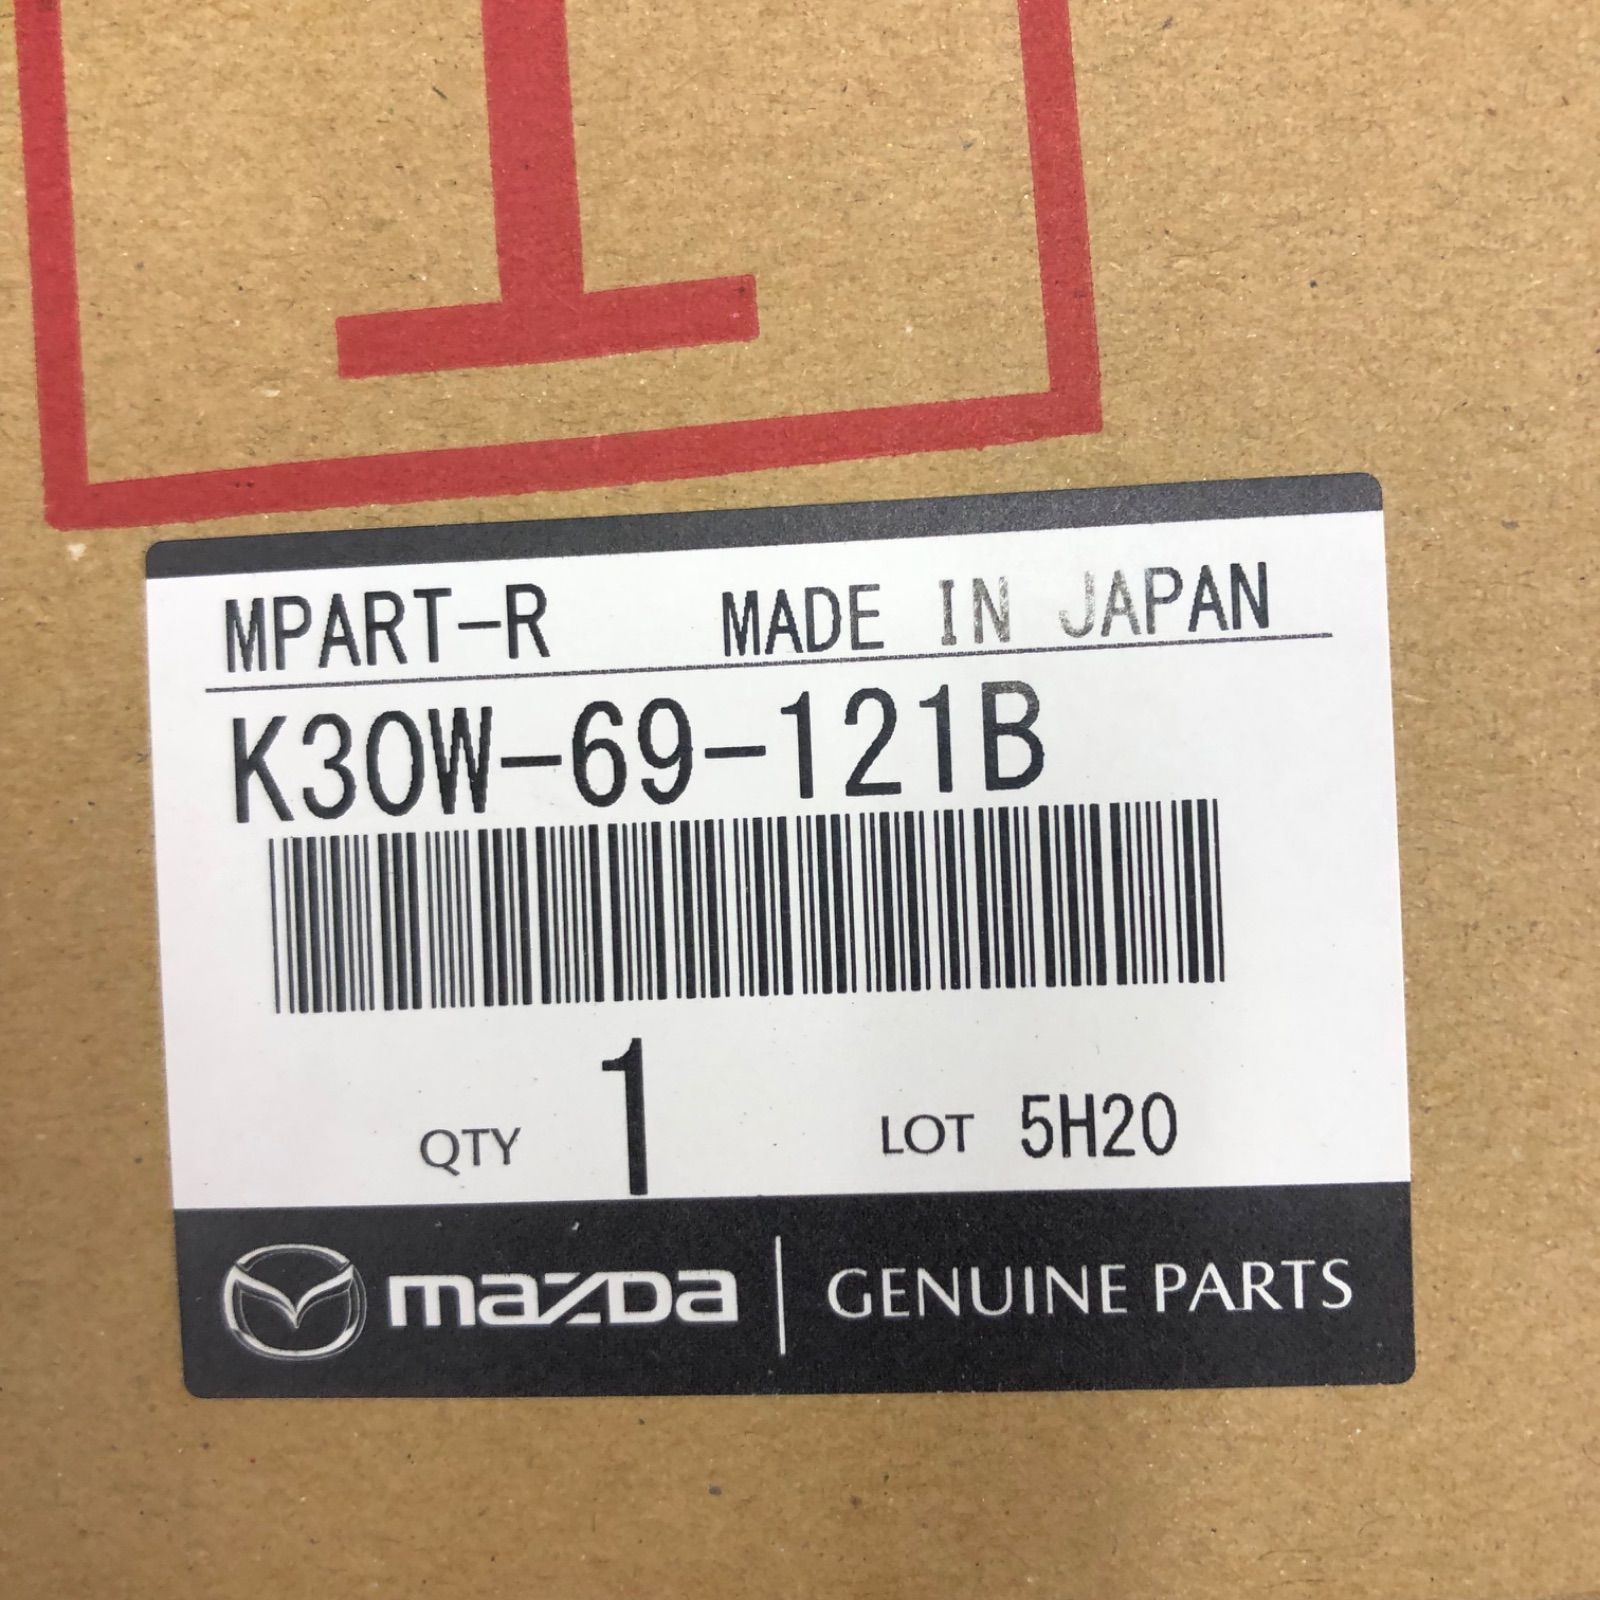 MPART-R MADE IN JAPAN
K30W-69-121B
QTY 1 LOT 5H20
mazda GENUINE PARTS